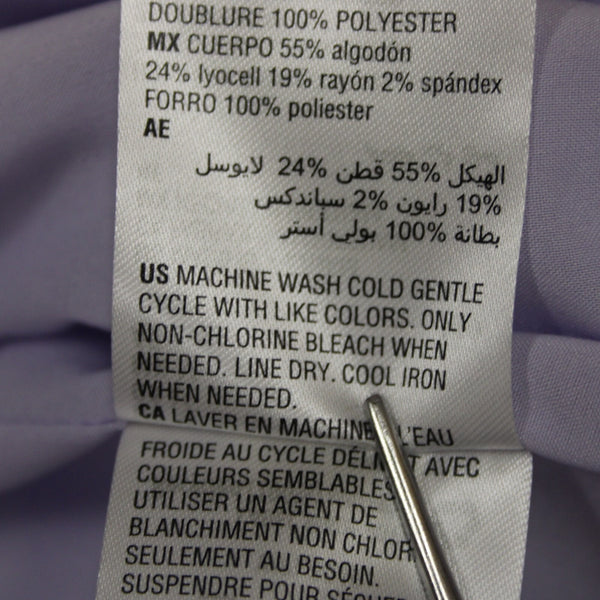 DOUBLURE 100% POLYESTER
MX CUERPO 55% algodón
24% lyocell 19% rayón 2% spándex
FORRO 100% poliester
AE
الهيكل 55% قطن 24% لايوسل
19% رايون 2% سباندكس
بطانة 100% بولي أستر
US MACHINE WASH COLD GENTLE
CYCLE WITH LIKE COLORS. ONLY
NON-CHLORINE BLEACH WHEN
NEEDED. LINE DRY. COOL IRON
WHEN NEEDED.
CA LAVER EN MACHINE L'EAU
FROIDE AU CYCLE AVEC
COULEURS SEMBLABLES
UTILISER UN AGENT DE
BLANCHIMENT NON
SEULEMENT AU BESOIN.
SUSPENDRE POUR